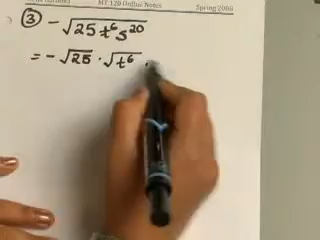 MT 120 Online Notes Spring 2006
③ -√25t⁶s²⁰
= -√25 · √t⁶ ·